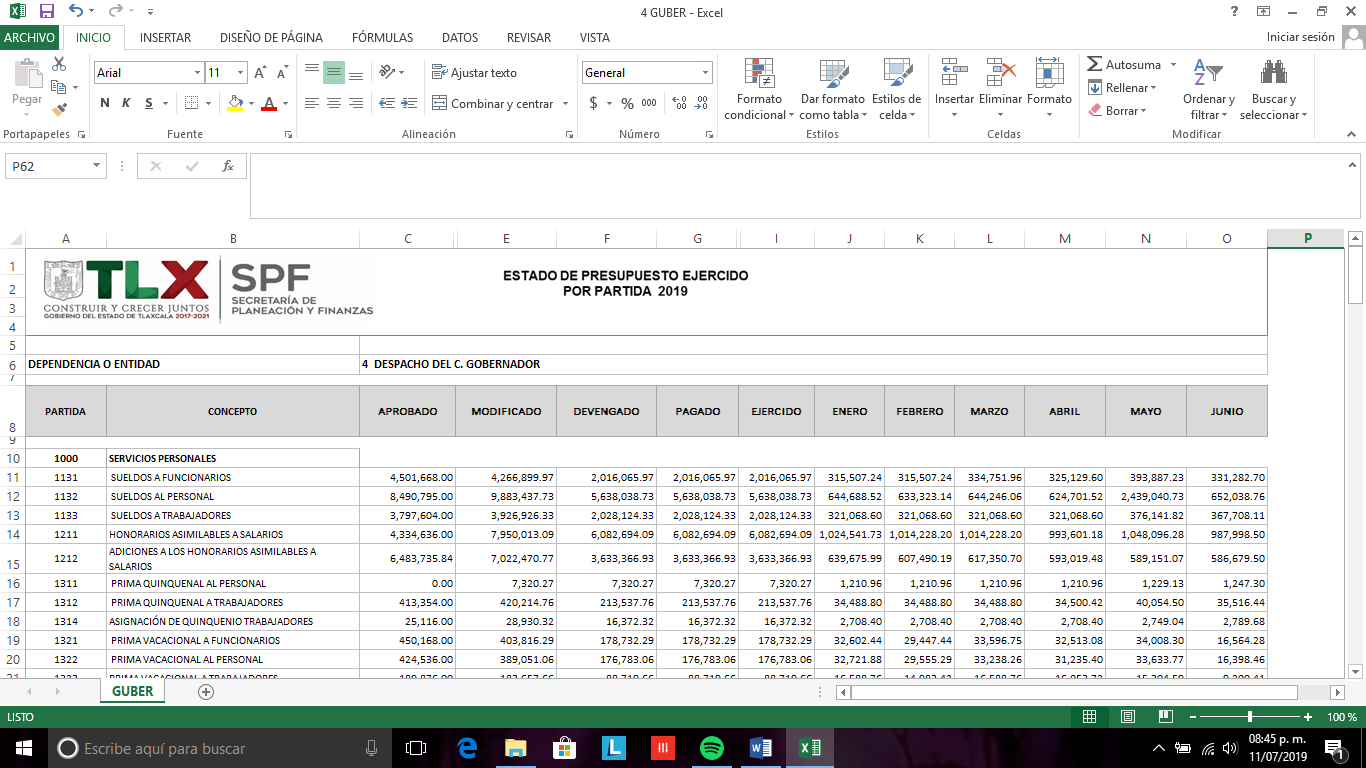 4 GUBER - Excel
ARCHIVO INICIO INSERTAR DISEÑO DE PÁGINA FÓRMULAS DATOS REVISAR VISTA Iniciar sesión
Pegar Arial 11 Ajustar texto General Formato Dar formato Estilos de Insertar Eliminar Formato Autosuma Ordenar y Buscar y
N K S Combinar y centrar $ % 000 condicional como tabla celda Rellenar filtrar seleccionar
Borrar
Portapapeles Fuente Alineación Número Estilos Celdas Modificar
P62 fx
A B C E F G I J K L M N O P
1 TLX SPF ESTADO DE PRESUPUESTO EJERCIDO
2 CONSTRUIR Y CRECER JUNTOS SECRETARÍA DE POR PARTIDA 2019
3 GOBIERNO DEL ESTADO DE TLAXCALA 2017-2021 PLANEACIÓN Y FINANZAS
4
5
6 DEPENDENCIA O ENTIDAD 4 DESPACHO DEL C. GOBERNADOR
7
8 PARTIDA CONCEPTO APROBADO MODIFICADO DEVENGADO PAGADO EJERCIDO ENERO FEBRERO MARZO ABRIL MAYO JUNIO
9
10 1000 SERVICIOS PERSONALES
11 1131 SUELDOS A FUNCIONARIOS 4,501,668.00 4,266,899.97 2,016,065.97 2,016,065.97 2,016,065.97 315,507.24 315,507.24 334,751.96 325,129.60 393,887.23 331,282.70
12 1132 SUELDOS AL PERSONAL 8,490,795.00 9,883,437.73 5,638,038.73 5,638,038.73 5,638,038.73 644,688.52 633,323.14 644,246.06 624,701.52 2,439,040.73 652,038.76
13 1133 SUELDOS A TRABAJADORES 3,797,604.00 3,926,926.33 2,028,124.33 2,028,124.33 2,028,124.33 321,068.60 321,068.60 321,068.60 321,068.60 376,141.82 367,708.11
14 1211 HONORARIOS ASIMILABLES A SALARIOS 4,334,636.00 7,950,013.09 6,082,694.09 6,082,694.09 6,082,694.09 1,024,541.73 1,014,228.20 1,014,228.20 993,601.18 1,048,096.28 987,998.50
15 1212 ADICIONES A LOS HONORARIOS ASIMILABLES A SALARIOS 6,483,735.84 7,022,470.77 3,633,366.93 3,633,366.93 3,633,366.93 639,675.99 607,490.19 617,350.70 593,019.48 589,151.07 586,679.50
16 1311 PRIMA QUINQUENAL AL PERSONAL 0.00 7,320.27 7,320.27 7,320.27 7,320.27 1,210.96 1,210.96 1,210.96 1,210.96 1,229.13 1,247.30
17 1312 PRIMA QUINQUENAL A TRABAJADORES 413,354.00 420,214.76 213,537.76 213,537.76 213,537.76 34,488.80 34,488.80 34,488.80 34,500.42 40,054.50 35,516.44
18 1314 ASIGNACIÓN DE QUINQUENIO TRABAJADORES 25,116.00 28,930.32 16,372.32 16,372.32 16,372.32 2,708.40 2,708.40 2,708.40 2,708.40 2,749.04 2,789.68
19 1321 PRIMA VACACIONAL A FUNCIONARIOS 450,168.00 403,816.29 178,732.29 178,732.29 178,732.29 32,602.44 29,447.44 33,596.75 32,513.08 34,008.30 16,564.28
20 1322 PRIMA VACACIONAL AL PERSONAL 424,536.00 389,051.06 176,783.06 176,783.06 176,783.06 32,721.88 29,555.29 33,238.26 31,235.40 33,633.77 16,398.46
GUBER
LISTO 100 %
Escribe aquí para buscar 08:45 p. m.
11/07/2019